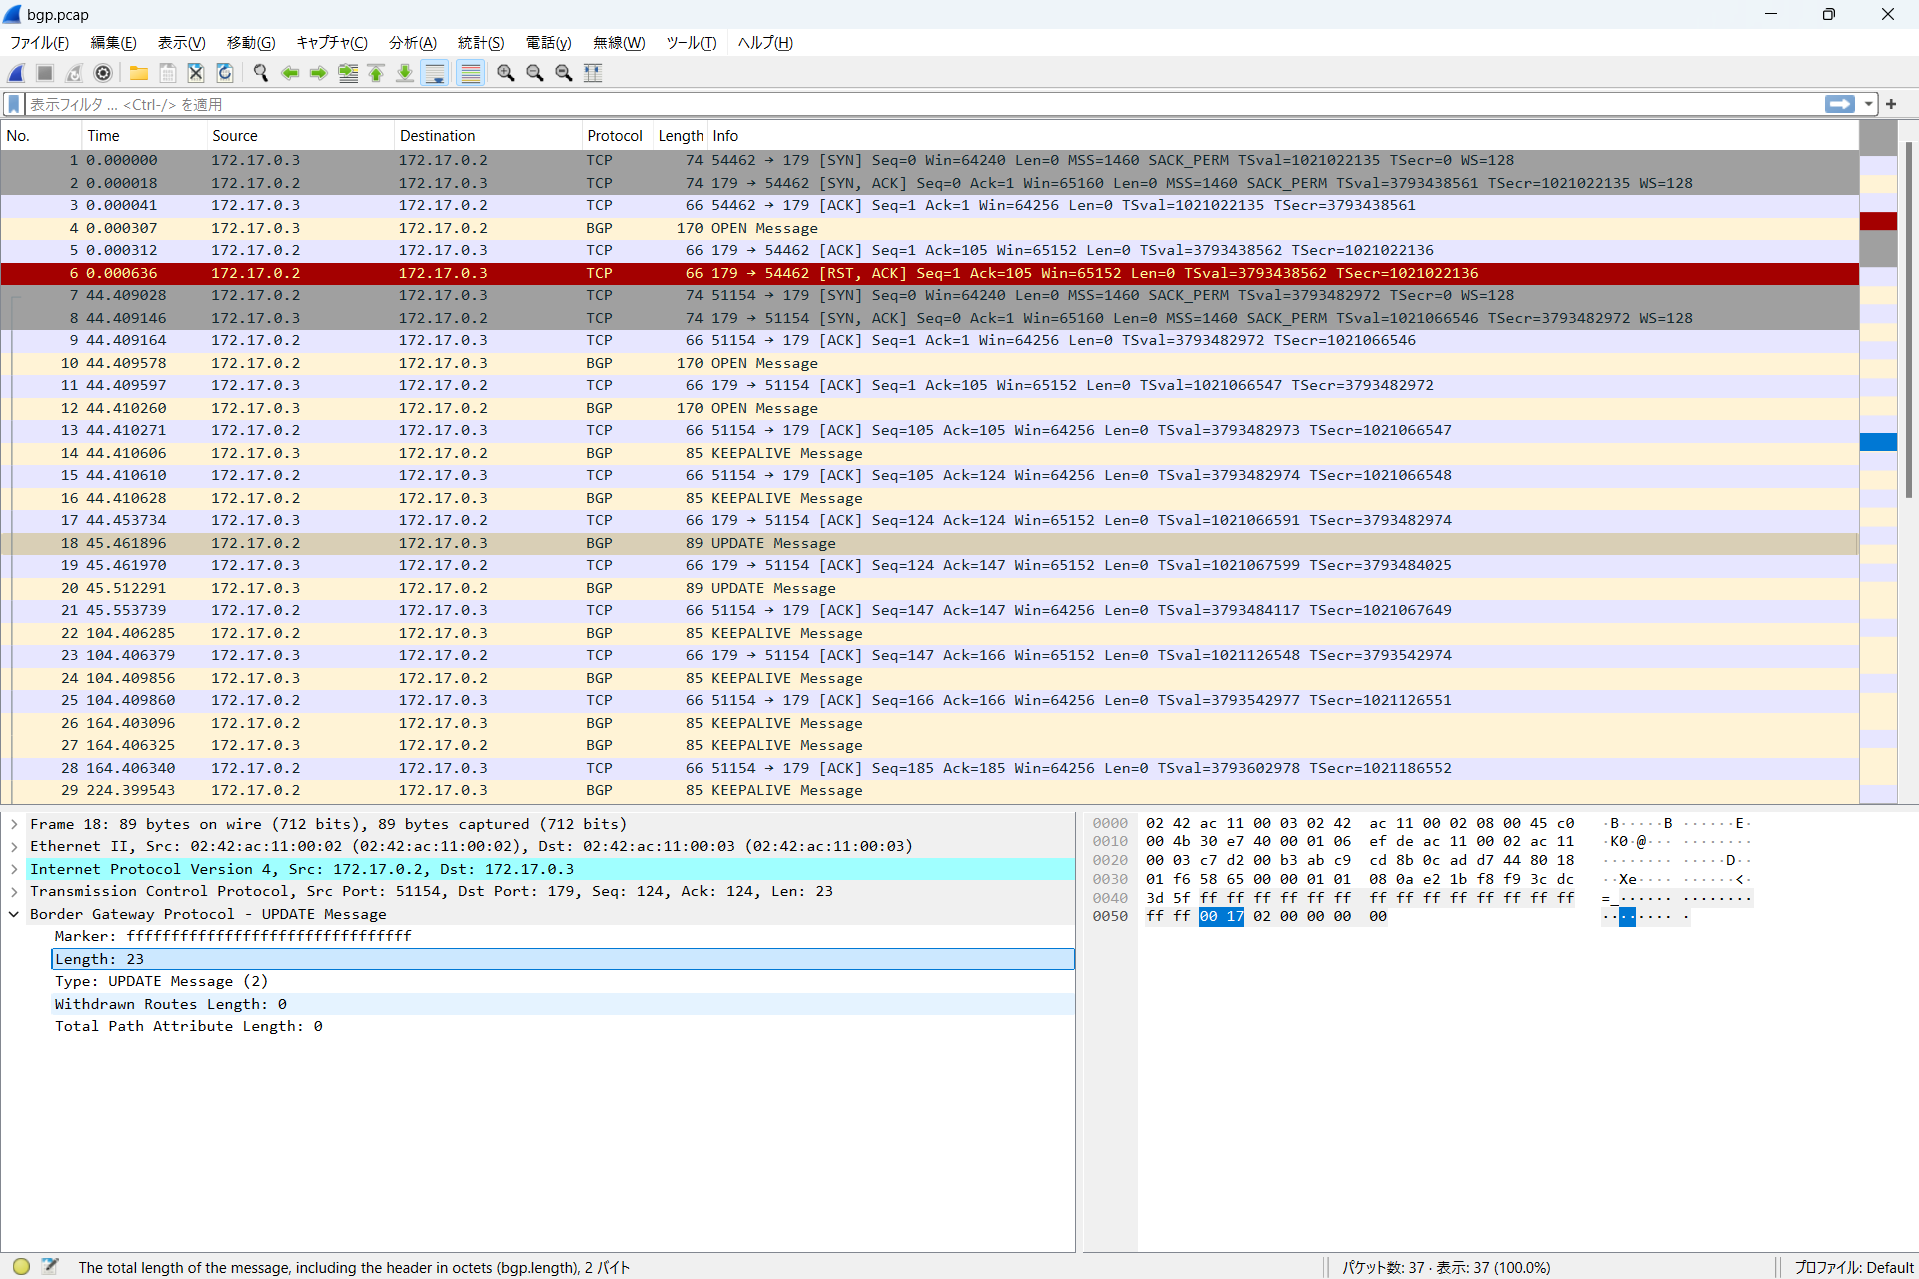 bgp.pcap
ファイル(F) 編集(E) 表示(V) 移動(G) キャプチャ(C) 分析(A) 統計(S) 電話(y) 無線(W) ツール(T) ヘルプ(H)
表示フィルタ ... <Ctrl-/> を適用
No. Time Source Destination Protocol Length Info
1 0.000000 172.17.0.3 172.17.0.2 TCP 74 54462 → 179 [SYN] Seq=0 Win=64240 Len=0 MSS=1460 SACK_PERM TSval=1021022135 TSecr=0 WS=128
2 0.000018 172.17.0.2 172.17.0.3 TCP 74 179 → 54462 [SYN, ACK] Seq=0 Ack=1 Win=65160 Len=0 MSS=1460 SACK_PERM TSval=3793438561 TSecr=1021022135 WS=128
3 0.000041 172.17.0.3 172.17.0.2 TCP 66 54462 → 179 [ACK] Seq=1 Ack=1 Win=64256 Len=0 TSval=1021022135 TSecr=3793438561
4 0.000307 172.17.0.3 172.17.0.2 BGP 170 OPEN Message
5 0.000312 172.17.0.2 172.17.0.3 TCP 66 179 → 54462 [ACK] Seq=1 Ack=105 Win=65152 Len=0 TSval=3793438562 TSecr=1021022136
6 0.000636 172.17.0.2 172.17.0.3 TCP 66 179 → 54462 [RST, ACK] Seq=1 Ack=105 Win=65152 Len=0 TSval=3793438562 TSecr=1021022136
7 44.409028 172.17.0.2 172.17.0.3 TCP 74 51154 → 179 [SYN] Seq=0 Win=64240 Len=0 MSS=1460 SACK_PERM TSval=3793482972 TSecr=0 WS=128
8 44.409146 172.17.0.3 172.17.0.2 TCP 74 179 → 51154 [SYN, ACK] Seq=0 Ack=1 Win=65160 Len=0 MSS=1460 SACK_PERM TSval=1021066546 TSecr=3793482972 WS=128
9 44.409164 172.17.0.2 172.17.0.3 TCP 66 51154 → 179 [ACK] Seq=1 Ack=1 Win=64256 Len=0 TSval=3793482972 TSecr=1021066546
10 44.409578 172.17.0.2 172.17.0.3 BGP 170 OPEN Message
11 44.409597 172.17.0.3 172.17.0.2 TCP 66 179 → 51154 [ACK] Seq=1 Ack=105 Win=65152 Len=0 TSval=1021066547 TSecr=3793482972
12 44.410260 172.17.0.3 172.17.0.2 BGP 170 OPEN Message
13 44.410271 172.17.0.2 172.17.0.3 TCP 66 51154 → 179 [ACK] Seq=105 Ack=105 Win=64256 Len=0 TSval=3793482973 TSecr=1021066547
14 44.410606 172.17.0.3 172.17.0.2 BGP 85 KEEPALIVE Message
15 44.410610 172.17.0.2 172.17.0.3 TCP 66 51154 → 179 [ACK] Seq=105 Ack=124 Win=64256 Len=0 TSval=3793482974 TSecr=1021066548
16 44.410628 172.17.0.2 172.17.0.3 BGP 85 KEEPALIVE Message
17 44.453734 172.17.0.3 172.17.0.2 TCP 66 179 → 51154 [ACK] Seq=124 Ack=124 Win=65152 Len=0 TSval=1021066591 TSecr=3793482974
18 45.461896 172.17.0.2 172.17.0.3 BGP 89 UPDATE Message
19 45.461970 172.17.0.3 172.17.0.2 TCP 66 179 → 51154 [ACK] Seq=124 Ack=147 Win=65152 Len=0 TSval=1021067599 TSecr=3793484025
20 45.512291 172.17.0.3 172.17.0.2 BGP 89 UPDATE Message
21 45.553739 172.17.0.2 172.17.0.3 TCP 66 51154 → 179 [ACK] Seq=147 Ack=147 Win=64256 Len=0 TSval=3793484117 TSecr=1021067649
22 104.406285 172.17.0.2 172.17.0.3 BGP 85 KEEPALIVE Message
23 104.406379 172.17.0.3 172.17.0.2 TCP 66 179 → 51154 [ACK] Seq=147 Ack=166 Win=65152 Len=0 TSval=1021126548 TSecr=3793542974
24 104.409856 172.17.0.3 172.17.0.2 BGP 85 KEEPALIVE Message
25 104.409860 172.17.0.2 172.17.0.3 TCP 66 51154 → 179 [ACK] Seq=166 Ack=166 Win=64256 Len=0 TSval=3793542977 TSecr=1021126551
26 164.403096 172.17.0.2 172.17.0.3 BGP 85 KEEPALIVE Message
27 164.406325 172.17.0.3 172.17.0.2 BGP 85 KEEPALIVE Message
28 164.406340 172.17.0.2 172.17.0.3 TCP 66 51154 → 179 [ACK] Seq=185 Ack=185 Win=64256 Len=0 TSval=3793602978 TSecr=1021186552
29 224.399543 172.17.0.2 172.17.0.3 BGP 85 KEEPALIVE Message
Frame 18: 89 bytes on wire (712 bits), 89 bytes captured (712 bits)
Ethernet II, Src: 02:42:ac:11:00:02 (02:42:ac:11:00:02), Dst: 02:42:ac:11:00:03 (02:42:ac:11:00:03)
Internet Protocol Version 4, Src: 172.17.0.2, Dst: 172.17.0.3
Transmission Control Protocol, Src Port: 51154, Dst Port: 179, Seq: 124, Ack: 124, Len: 23
Border Gateway Protocol - UPDATE Message
Marker: ffffffffffffffffffffffffffffffff
Length: 23
Type: UPDATE Message (2)
Withdrawn Routes Length: 0
Total Path Attribute Length: 0
0000 02 42 ac 11 00 03 02 42 ac 11 00 02 08 00 45 c0 ·B·····B ······E·
0010 00 4b 30 e7 40 00 01 06 ef de ac 11 00 02 ac 11 ·K0·@··· ········
0020 00 03 c7 d2 00 b3 ab c9 cd 8b 0c ad d7 44 80 18 ········ ·····D··
0030 01 f6 58 65 00 00 01 01 08 0a e2 1b f8 f9 3c dc ··Xe···· ······<·
0040 3d 5f ff ff ff ff ff ff ff ff ff ff ff ff ff ff =_······ ········
0050 ff ff 00 17 02 00 00 00 00 ········ ·
The total length of the message, including the header in octets (bgp.length), 2 バイト
パケット数: 37 · 表示: 37 (100.0%)
プロファイル: Default